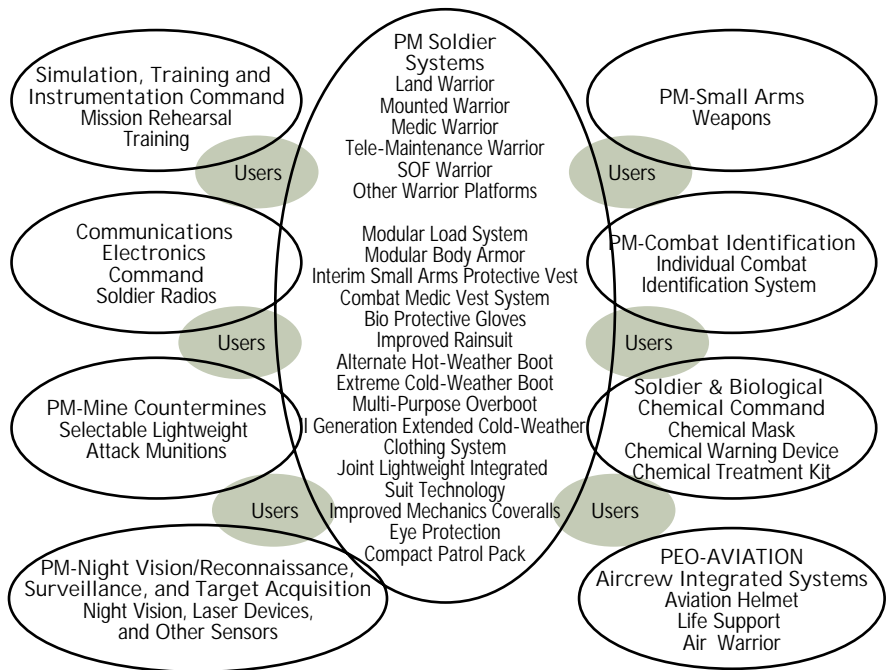 Simulation, Training and
Instrumentation Command
Mission Rehearsal
Training
Users
Communications
Electronics
Command
Soldier Radios
Users
PM-Mine Countermines
Selectable Lightweight
Attack Munitions
Users
PM-Night Vision/Reconnaissance,
Surveillance, and Target Acquisition
Night Vision, Laser Devices,
and Other Sensors
PM Soldier
Systems
Land Warrior
Mounted Warrior
Medic Warrior
Tele-Maintenance Warrior
SOF Warrior
Other Warrior Platforms
Modular Load System
Modular Body Armor
Interim Small Arms Protective Vest
Combat Medic Vest System
Bio Protective Gloves
Improved Rainsuit
Alternate Hot-Weather Boot
Extreme Cold-Weather Boot
Multi-Purpose Overboot
II Generation Extended Cold-Weather
Clothing System
Joint Lightweight Integrated
Suit Technology
Improved Mechanics Coveralls
Eye Protection
Compact Patrol Pack
PM-Small Arms
Weapons
Users
PM-Combat Identification
Individual Combat
Identification System
Users
Soldier & Biological
Chemical Command
Chemical Mask
Chemical Warning Device
Chemical Treatment Kit
Users
PEO-AVIATION
Aircrew Integrated Systems
Aviation Helmet
Life Support
Air Warrior